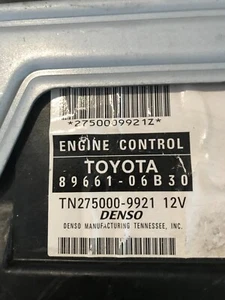 *2750009921Z*
ENGINE CONTROL
TOYOTA
89661-06B30
TN275000-9921 12V
DENSO
DENSO MANUFACTURING TENNESSEE, INC.